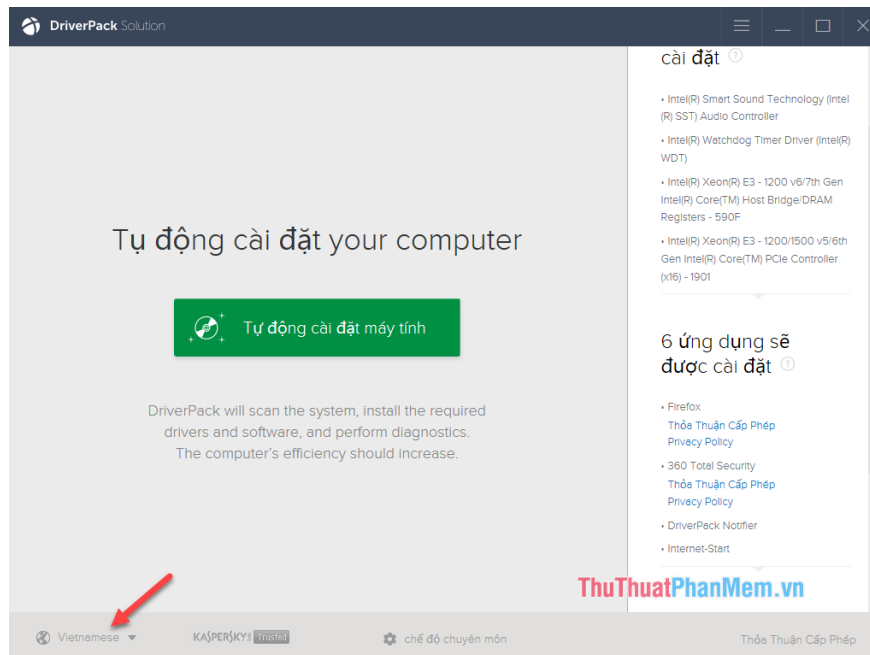 DriverPack Solution
cài đặt ?
• Intel(R) Smart Sound Technology (Intel
(R) SST) Audio Controller
• Intel(R) Watchdog Timer Driver (Intel(R)
WDT)
• Intel(R) Xeon(R) E3 - 1200 v6/7th Gen
Intel(R) Core(TM) Host Bridge/DRAM
Registers - 590F
• Intel(R) Xeon(R) E3 - 1200/1500 v5/6th
Gen Intel(R) Core(TM) PCIe Controller
(x16) - 1901
Tụ động cài đặt your computer
Tự động cài đặt máy tính
DriverPack will scan the system, install the required
drivers and software, and perform diagnostics.
The computer's efficiency should increase.
6 ứng dụng sẽ
được cài đặt ?
• Firefox
Thỏa Thuận Cấp Phép
Privacy Policy
• 360 Total Security
Thỏa Thuận Cấp Phép
Privacy Policy
• DriverPack Notifier
• Internet-Start
ThuThuatPhanMem.vn
Vietnamese
KASPERSKY Trusted
chế độ chuyên môn
Thỏa Thuận Cấp Phép